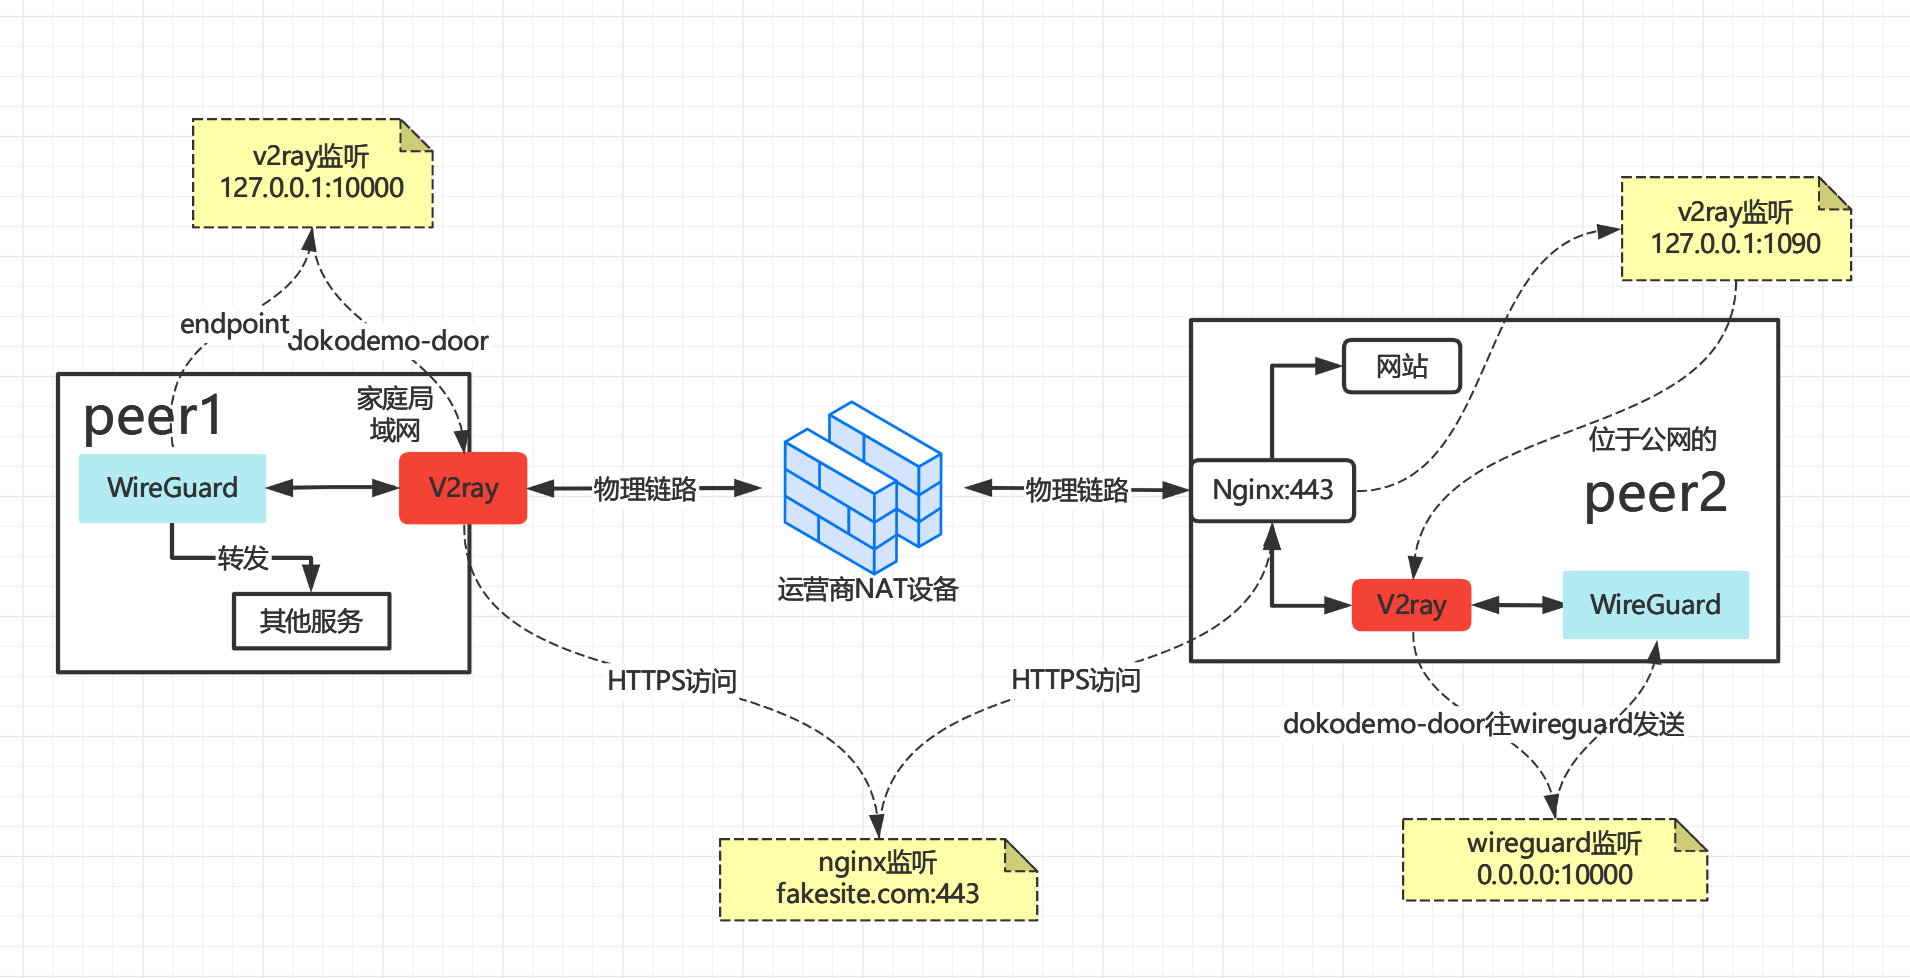 v2ray监听
127.0.0.1:10000
v2ray监听
127.0.0.1:1090
endpoint
dokodemo-door
peer1
家庭局
域网
WireGuard
V2ray
转发
其他服务
物理链路
运营商NAT设备
物理链路
网站
Nginx:443
位于公网的
peer2
V2ray
WireGuard
HTTPS访问
HTTPS访问
dokodemo-door往wireguard发送
nginx监听
fakesite.com:443
wireguard监听
0.0.0.0:10000